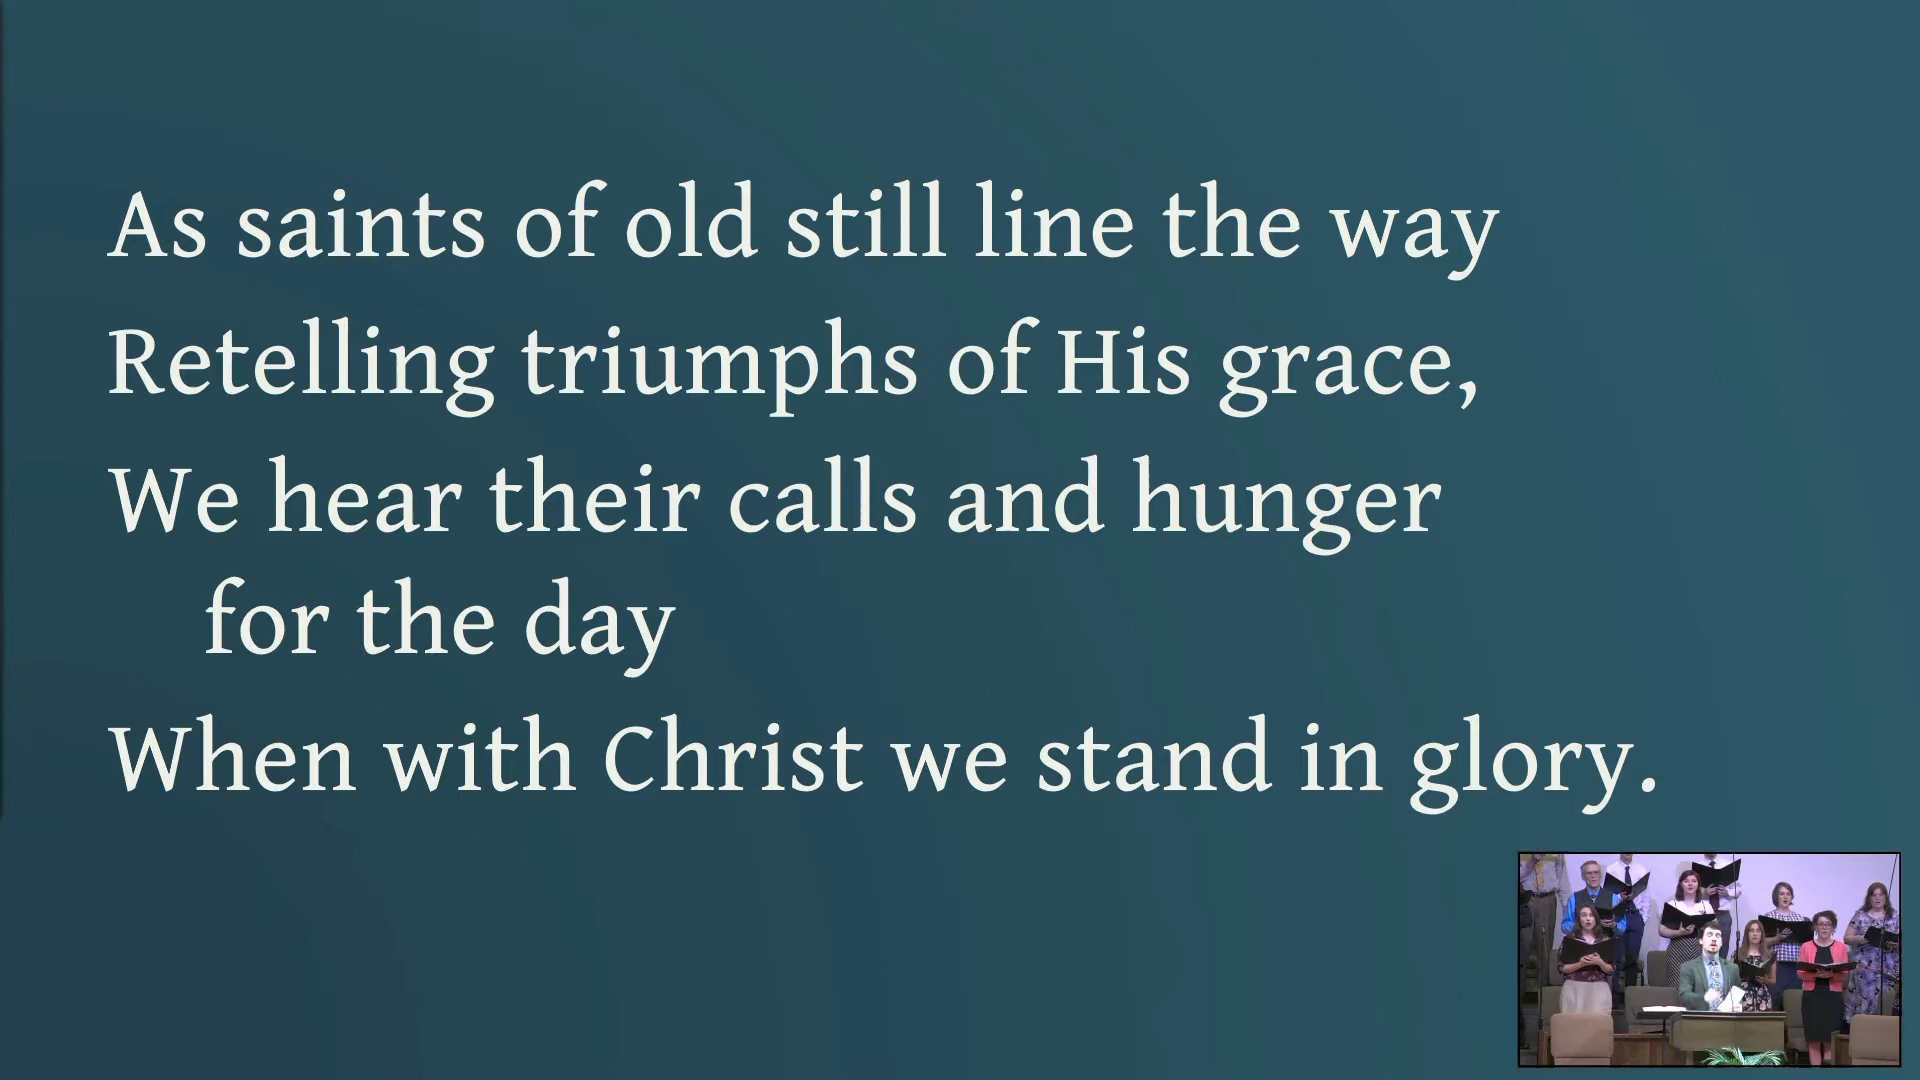 As saints of old still line the way
Retelling triumphs of His grace,
We hear their calls and hunger
for the day
When with Christ we stand in glory.